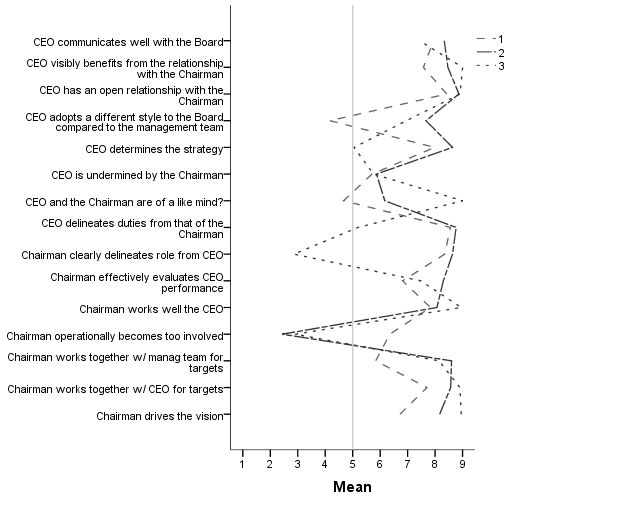 CEO communicates well with the Board
CEO visibly benefits from the relationship
with the Chairman
CEO has an open relationship with the
Chairman
CEO adopts a different style to the Board
compared to the management team
CEO determines the strategy
CEO is undermined by the Chairman
CEO and the Chairman are of a like mind?
CEO delineates duties from that of the
Chairman
Chairman clearly delineates role from CEO
Chairman effectively evaluates CEO
performance
Chairman works well the CEO
Chairman operationally becomes too involved
Chairman works together w/ manag team for
targets
Chairman works together w/ CEO for targets
Chairman drives the vision
1
2
3
1 2 3 4 5 6 7 8 9
Mean